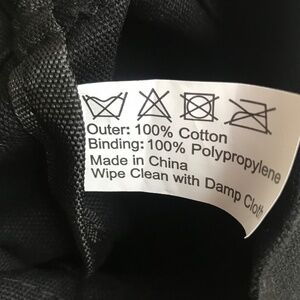 Outer: 100% Cotton
Binding: 100% Polypropylene
Made in China
Wipe Clean with Damp Cloth